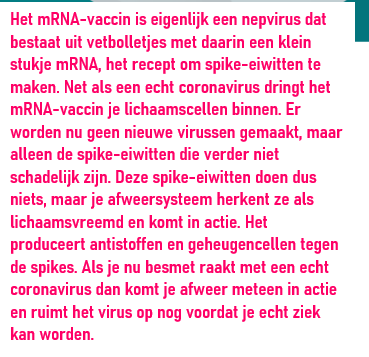 Het mRNA-vaccin is eigenlijk een nepvirus dat
bestaat uit vetbolletjes met daarin een klein
stukje mRNA, het recept om spike-eiwitten te
maken. Net als een echt coronavirus dringt het
mRNA-vaccin je lichaamscellen binnen. Er
worden nu geen nieuwe virussen gemaakt, maar
alleen de spike-eiwitten die verder niet
schadelijk zijn. Deze spike-eiwitten doen dus
niets, maar je afweersysteem herkent ze als
lichaamsvreemd en komt in actie. Het
produceert antistoffen en geheugencellen tegen
de spikes. Als je nu besmet raakt met een echt
coronavirus dan komt je afweer meteen in actie
en ruimt het virus op nog voordat je echt ziek
kan worden.